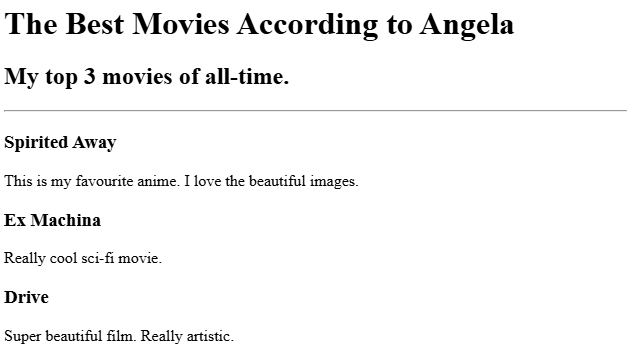 The Best Movies According to Angela
My top 3 movies of all-time.
Spirited Away
This is my favourite anime. I love the beautiful images.
Ex Machina
Really cool sci-fi movie.
Drive
Super beautiful film. Really artistic.